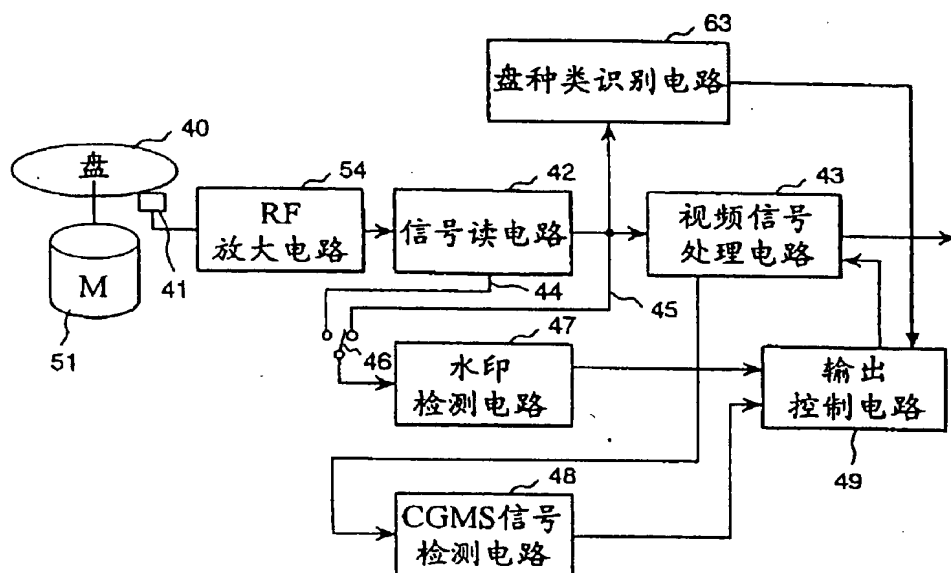 63
盘种类识别电路
40
盘
54
RF
放大电路
42
信号读电路
43
视频信号
处理电路
M
51
41
44
45
46
47
水印
检测电路
输出
控制电路
49
48
CGMS信号
检测电路